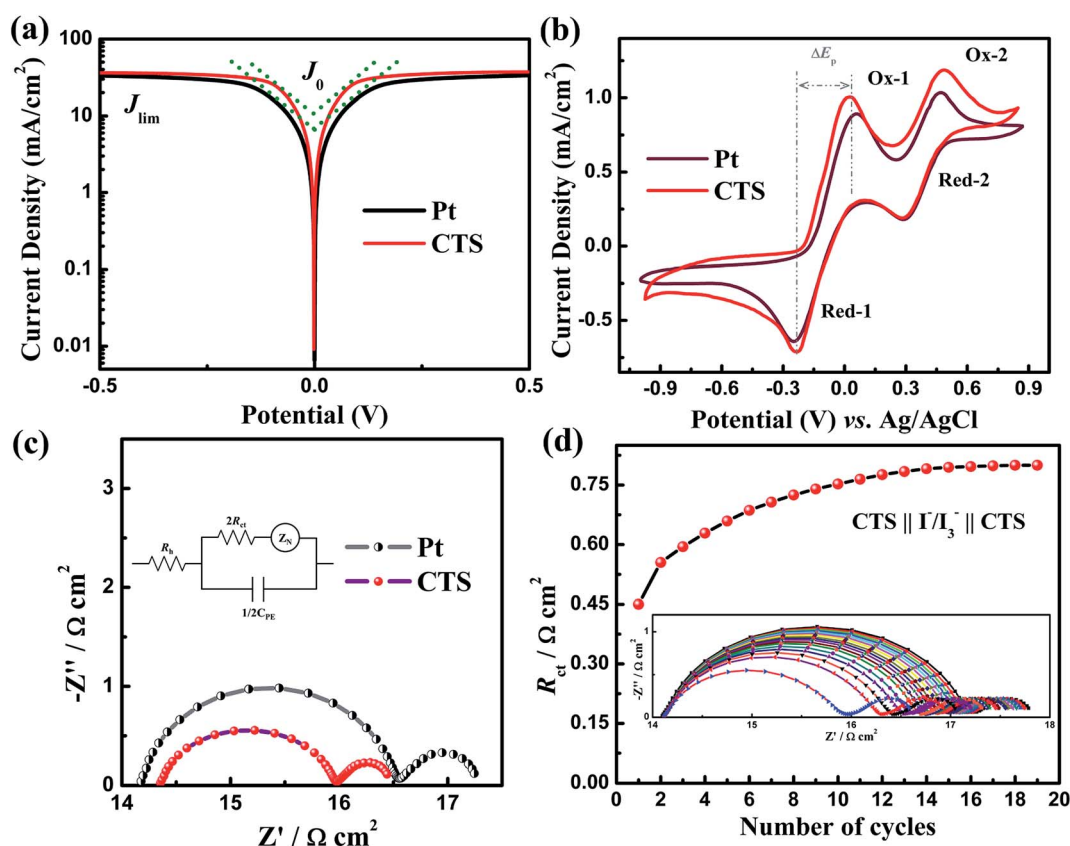 (a)
100
10
1
0.1
0.01
-0.5
0.0
0.5
J0
Jlim
Pt
CTS
Current Density (mA/cm2)
Potential (V)
(b)
ΔEp
Ox-1
Ox-2
Red-1
Red-2
Pt
CTS
1.0
0.5
0.0
-0.5
-0.9
-0.6
-0.3
0.0
0.3
0.6
0.9
Current Density (mA/cm2)
Potential (V) vs. Ag/AgCl
(c)
3
2
1
0
14
15
16
17
Rh
2Rct
ZN
1/2CPE
Pt
CTS
-Z'' / Ω cm2
Z' / Ω cm2
(d)
0.75
0.60
0.45
0.30
0.15
0.00
0
2
4
6
8
10
12
14
16
18
20
CTS || I-/I3- || CTS
Rct / Ω cm2
Number of cycles
1
0
14
15
16
17
18
-Z'' / Ω cm2
Z' / Ω cm2